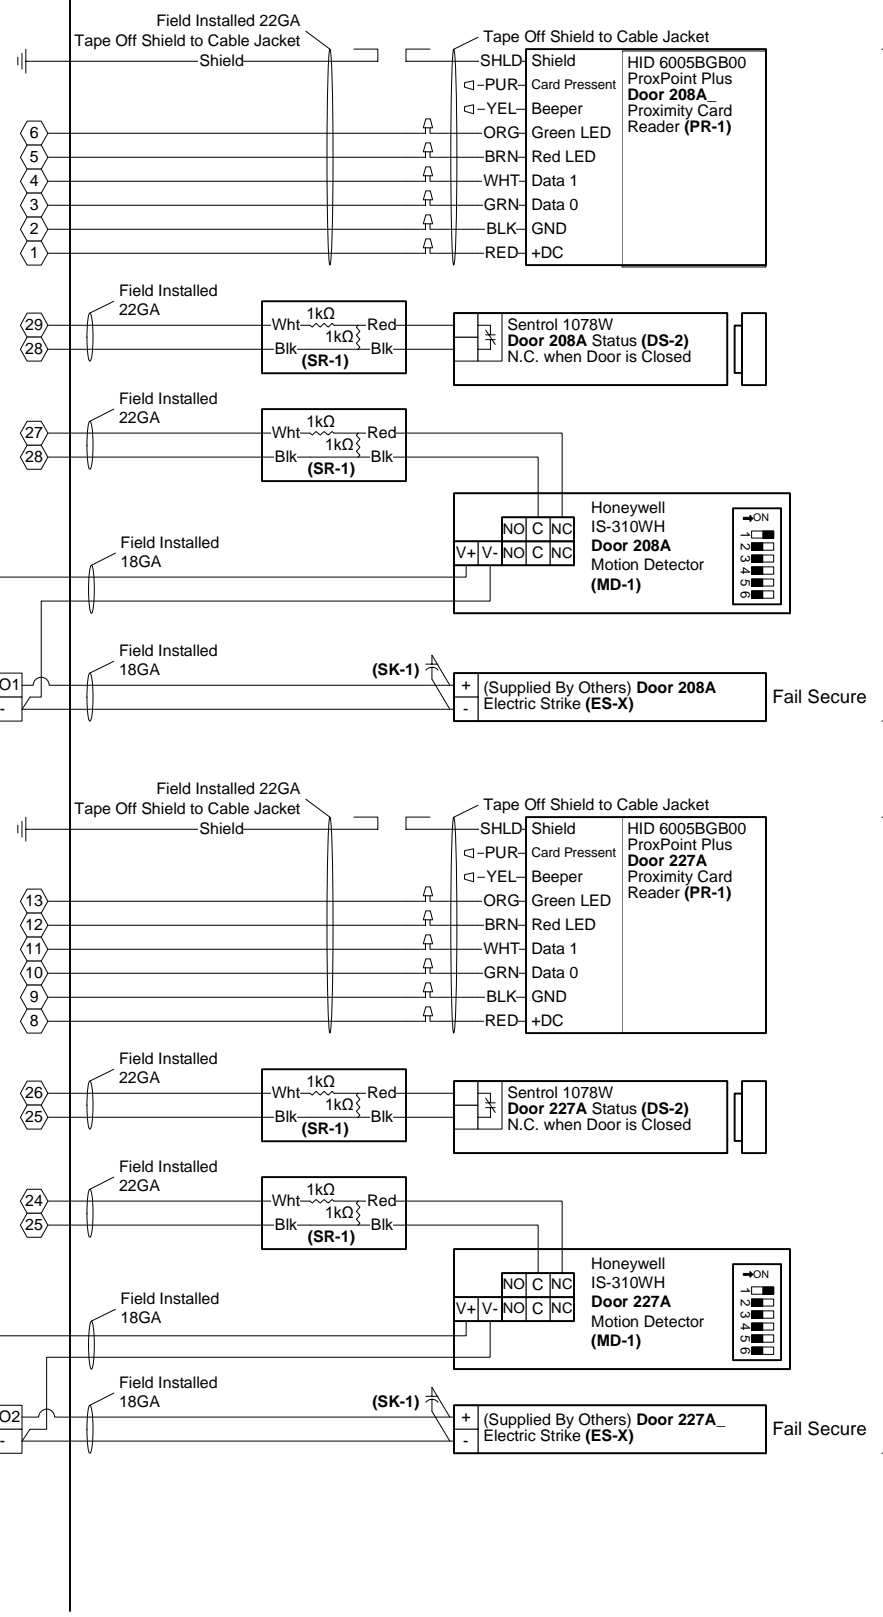 Field Installed 22GA
Tape Off Shield to Cable Jacket
Shield
Tape Off Shield to Cable Jacket
SHLD Shield
PUR Card Pressent
YEL Beeper
6 ORG Green LED
5 BRN Red LED
4 WHT Data 1
3 GRN Data 0
2 BLK GND
1 RED +DC
HID 6005BGB00
ProxPoint Plus
Door 208A_
Proximity Card
Reader (PR-1)
Field Installed
22GA
29 Wht 1kΩ Red
28 Blk 1kΩ Blk
(SR-1)
Sentrol 1078W
Door 208A Status (DS-2)
N.C. when Door is Closed
Field Installed
22GA
27 Wht 1kΩ Red
28 Blk 1kΩ Blk
(SR-1)
NO C NC
V+ V- NO C NC
Honeywell
IS-310WH
Door 208A
Motion Detector
(MD-1)
ON
1
2
3
4
5
6
Field Installed
18GA
Field Installed
18GA
O1
-
(SK-1)
+
-
(Supplied By Others) Door 208A
Electric Strike (ES-X)
Fail Secure
Field Installed 22GA
Tape Off Shield to Cable Jacket
Shield
Tape Off Shield to Cable Jacket
SHLD Shield
PUR Card Pressent
YEL Beeper
13 ORG Green LED
12 BRN Red LED
11 WHT Data 1
10 GRN Data 0
9 BLK GND
8 RED +DC
HID 6005BGB00
ProxPoint Plus
Door 227A
Proximity Card
Reader (PR-1)
Field Installed
22GA
26 Wht 1kΩ Red
25 Blk 1kΩ Blk
(SR-1)
Sentrol 1078W
Door 227A Status (DS-2)
N.C. when Door is Closed
Field Installed
22GA
24 Wht 1kΩ Red
25 Blk 1kΩ Blk
(SR-1)
NO C NC
V+ V- NO C NC
Honeywell
IS-310WH
Door 227A
Motion Detector
(MD-1)
ON
1
2
3
4
5
6
Field Installed
18GA
Field Installed
18GA
O2
-
(SK-1)
+
-
(Supplied By Others) Door 227A_
Electric Strike (ES-X)
Fail Secure